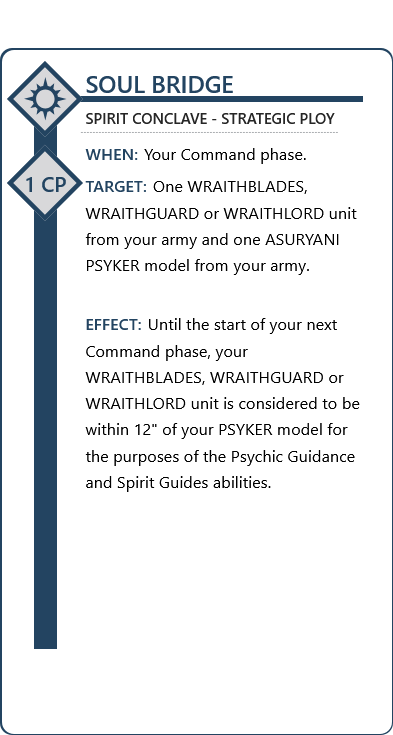 SOUL BRIDGE
SPIRIT CONCLAVE - STRATEGIC PLOY
WHEN: Your Command phase.
1 CP
TARGET: One WRAITHBLADES,
WRAITHGUARD or WRAITHLORD unit
from your army and one ASURYANI
PSYKER model from your army.
EFFECT: Until the start of your next
Command phase, your
WRAITHBLADES, WRAITHGUARD or
WRAITHLORD unit is considered to be
within 12" of your PSYKER model for
the purposes of the Psychic Guidance
and Spirit Guides abilities.